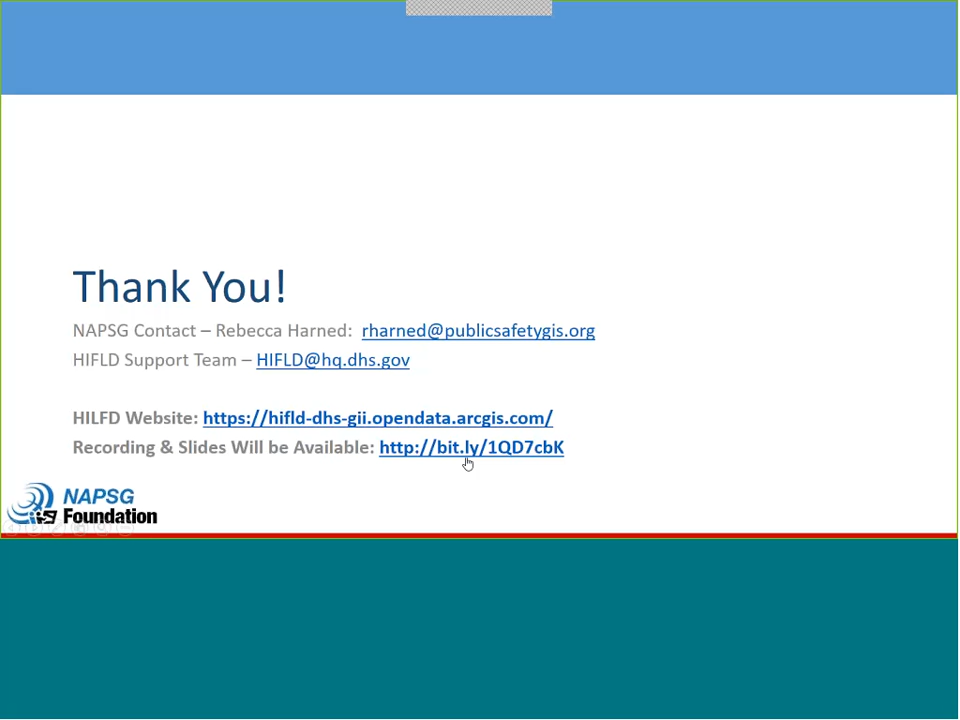 Thank You!
NAPSG Contact – Rebecca Harned: rharned@publicsafetygis.org
HIFLD Support Team – HIFLD@hq.dhs.gov
HILFD Website: https://hifld-dhs-gii.opendata.arcgis.com/
Recording & Slides Will be Available: http://bit.ly/1QD7cbK
NAPSG
Foundation